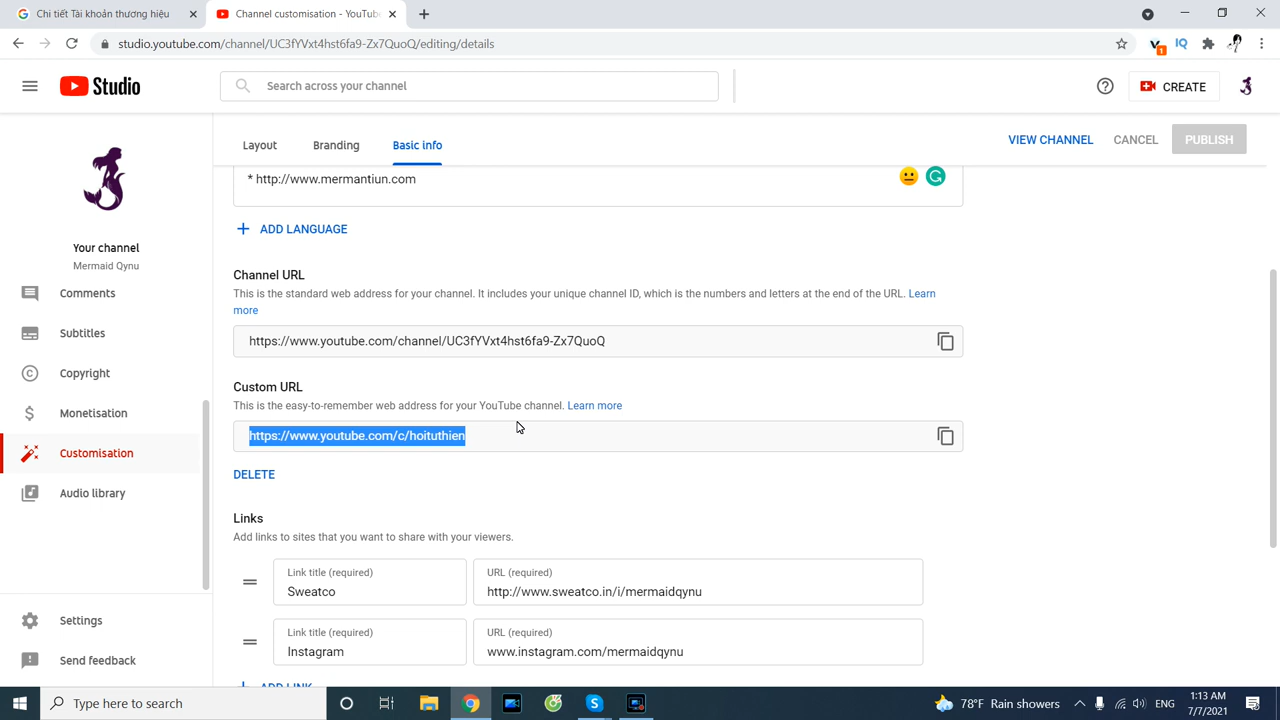 Chi tiết Tài khoản thương hiệu
Channel customisation - YouTub
studio.youtube.com/channel/UC3fYVxt4hst6fa9-Zx7QuoQ/editing/details
1
IQ
Studio
Search across your channel
CREATE
Layout
Branding
Basic info
VIEW CHANNEL
CANCEL
PUBLISH
* http://www.mermantiun.com
ADD LANGUAGE
Your channel
Mermaid Qynu
Comments
Subtitles
Copyright
Monetisation
Customisation
Audio library
Settings
Send feedback
Channel URL
This is the standard web address for your channel. It includes your unique channel ID, which is the numbers and letters at the end of the URL. Learn
more
https://www.youtube.com/channel/UC3fYVxt4hst6fa9-Zx7QuoQ
Custom URL
This is the easy-to-remember web address for your YouTube channel. Learn more
https://www.youtube.com/c/hoituthien
DELETE
Links
Add links to sites that you want to share with your viewers.
Link title (required)
Sweatco
URL (required)
http://www.sweatco.in/i/mermaidqynu
Link title (required)
Instagram
URL (required)
www.instagram.com/mermaidqynu
ADD LINK
Type here to search
78°F Rain showers
ENG
1:13 AM
7/7/2021